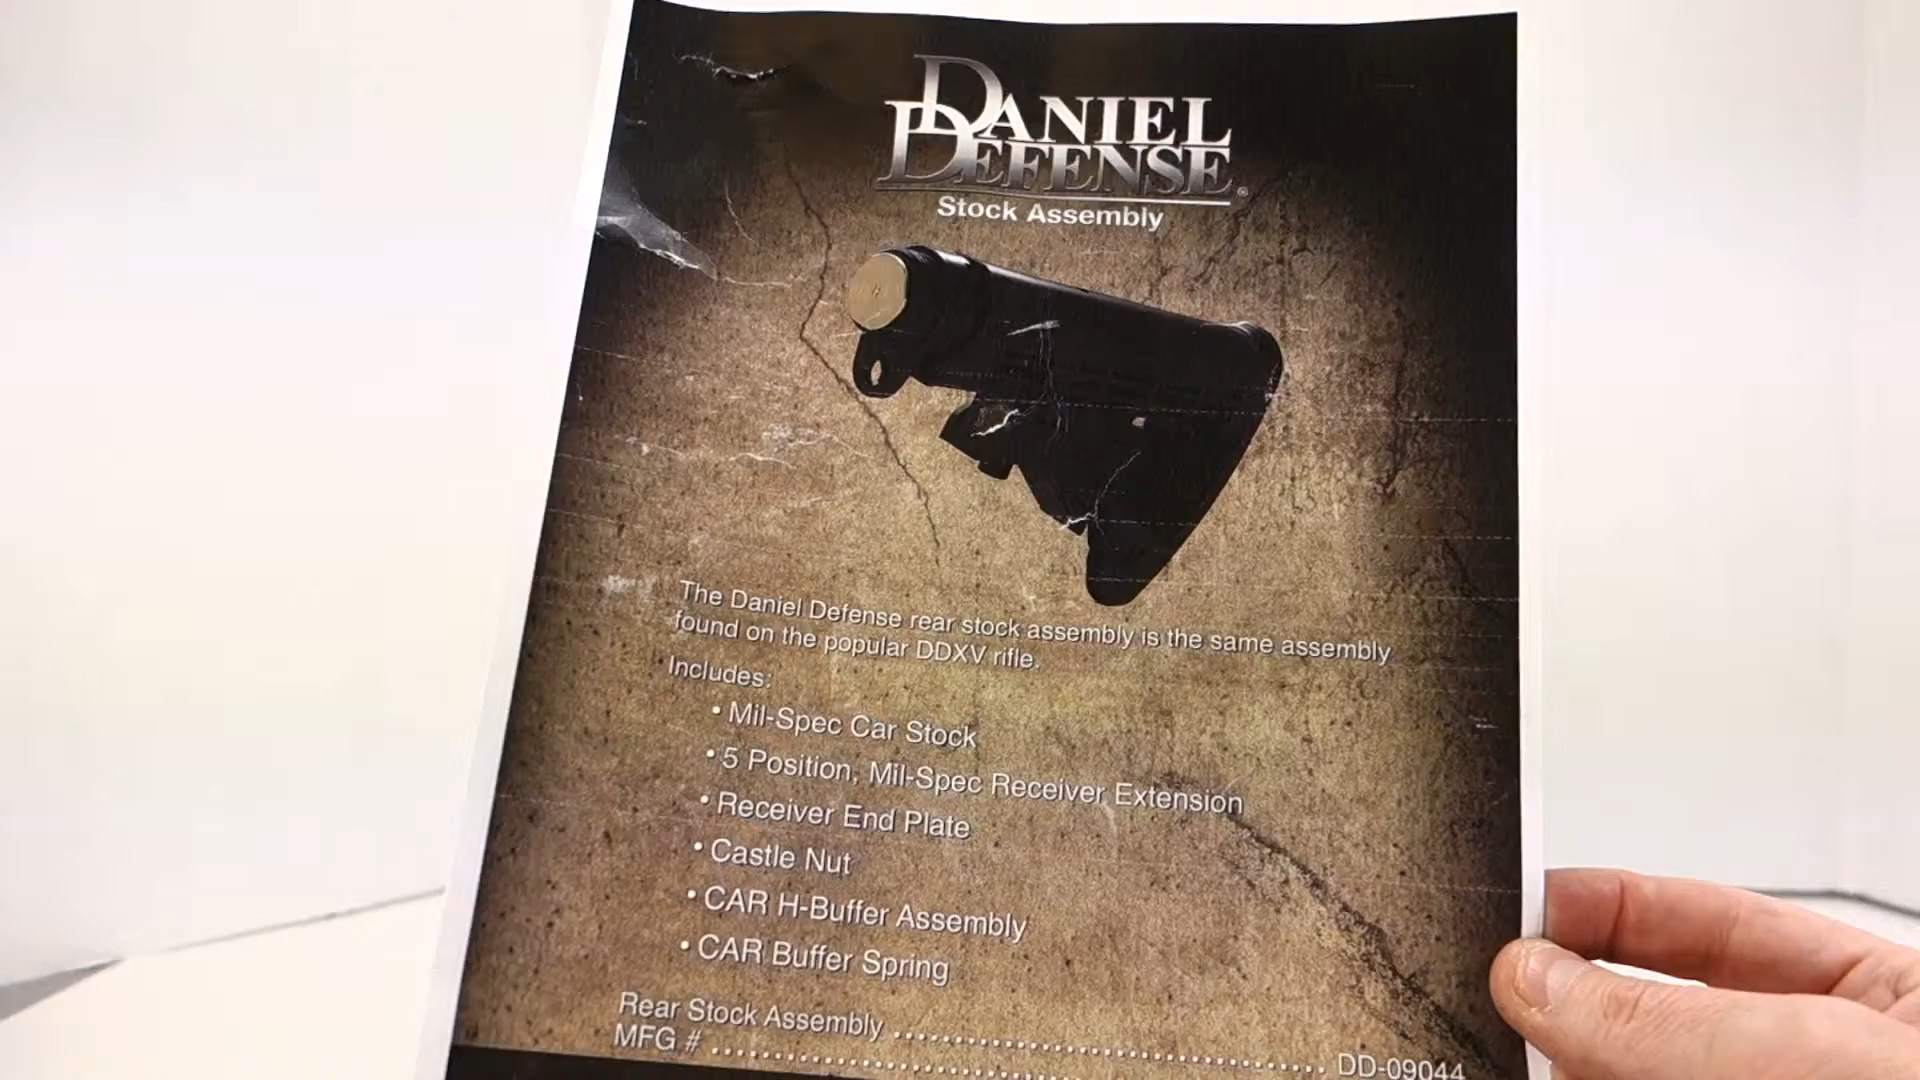 DANIEL
DEFENSE®
Stock Assembly
The Daniel Defense rear stock assembly is the same assembly
found on the popular DDXV rifle.
Includes:
• Mil-Spec Car Stock
• 5 Position, Mil-Spec Receiver Extension
• Receiver End Plate
• Castle Nut
• CAR H-Buffer Assembly
• CAR Buffer Spring
Rear Stock Assembly ........................................ DD-09044
MFG # ........................................